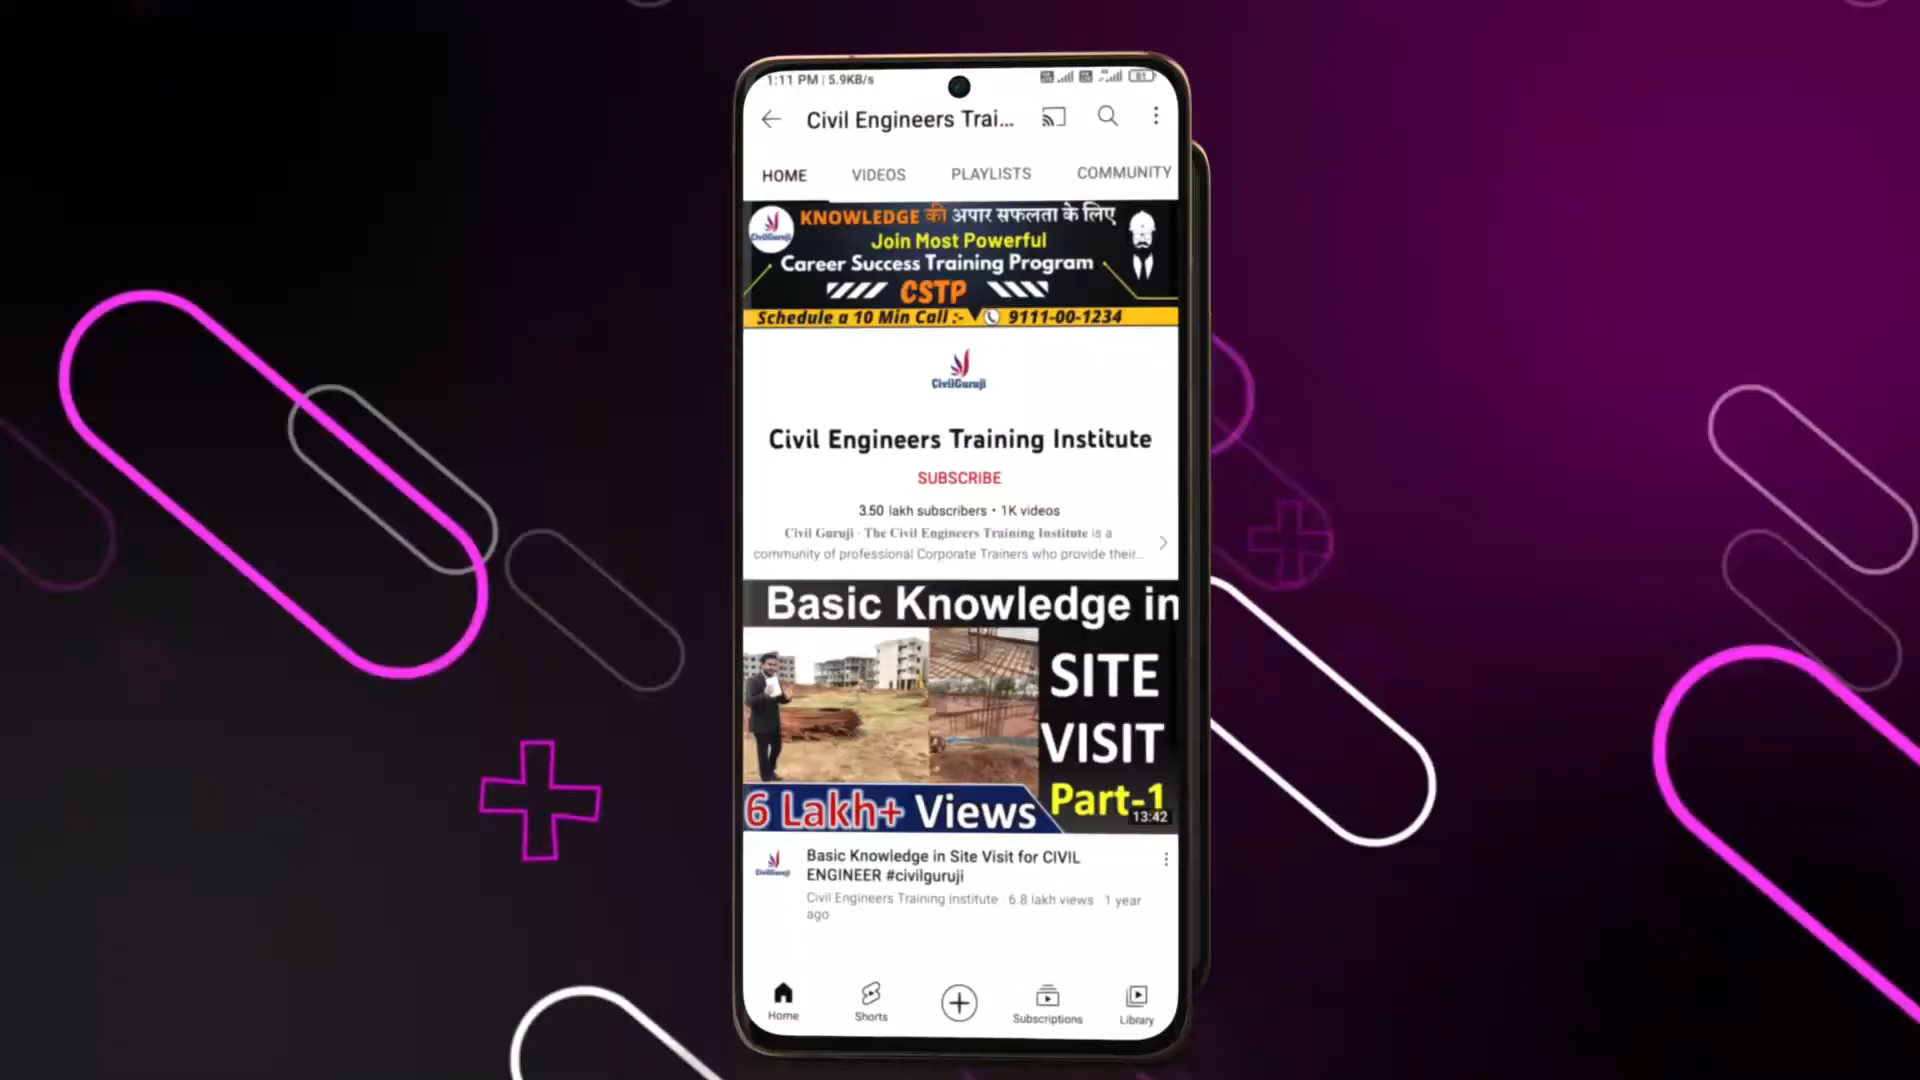 1:11 PM | 5.9KB/s
81
Civil Engineers Trai...
HOME
VIDEOS
PLAYLISTS
COMMUNITY
CivilGuruji
KNOWLEDGE की अपार सफलता के लिए
Join Most Powerful
Career Success Training Program
CSTP
Schedule a 10 Min Call :- 9111-00-1234
CivilGuruji
Civil Engineers Training Institute
SUBSCRIBE
3.50 lakh subscribers • 1K videos
Civil Guruji - The Civil Engineers Training Institute is a
community of professional Corporate Trainers who provide their...
Basic Knowledge in
SITE
VISIT
Part-1
6 Lakh+ Views
13:42
CivilGuruji
Basic Knowledge in Site Visit for CIVIL
ENGINEER #civilguruji
Civil Engineers Training Institute · 6.8 lakh views · 1 year
ago
Home
Shorts
Subscriptions
Library